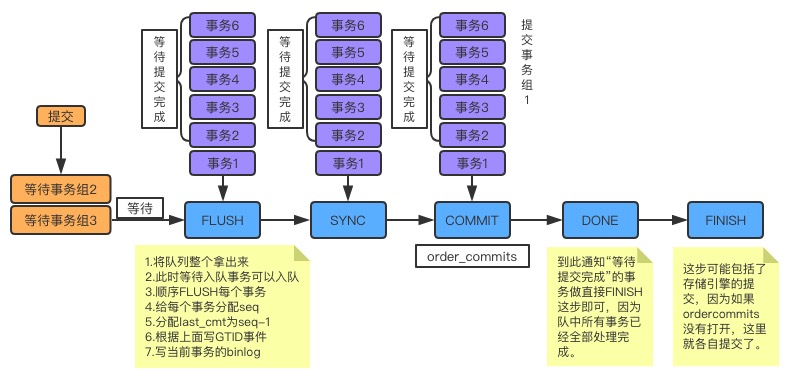 事务6
事务5
事务4
事务3
事务2
事务1
等待提交完成
事务6
事务5
事务4
事务3
事务2
事务1
等待提交完成
事务6
事务5
事务4
事务3
事务2
事务1
等待提交完成
提交事务组1
提交
等待事务组2
等待事务组3
等待
FLUSH
SYNC
COMMIT
DONE
FINISH
order_commits
1.将队列整个拿出来
2.此时等待入队事务可以入队
3.顺序FLUSH每个事务
4.给每个事务分配seq
5.分配last_cmt为seq-1
6.根据上面写GTID事件
7.写当前事务的binlog
到此通知“等待
提交完成”的事
务做直接FINISH
这步即可，因为
队中所有事务已
经全部处理完
成。
这步可能包括了
存储引擎的提
交，因为如果
ordercommits
没有打开，这里
就各自提交了。